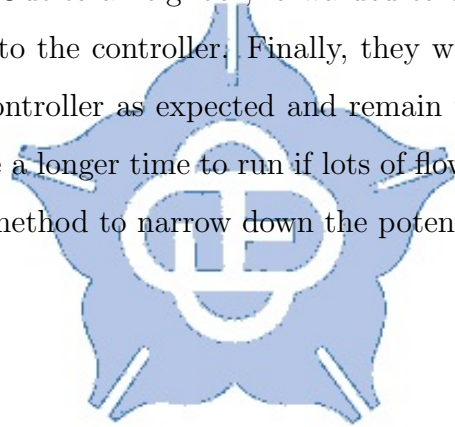 to the controller. Finally, they w
ontroller as expected and remain
a longer time to run if lots of flow
method to narrow down the poten